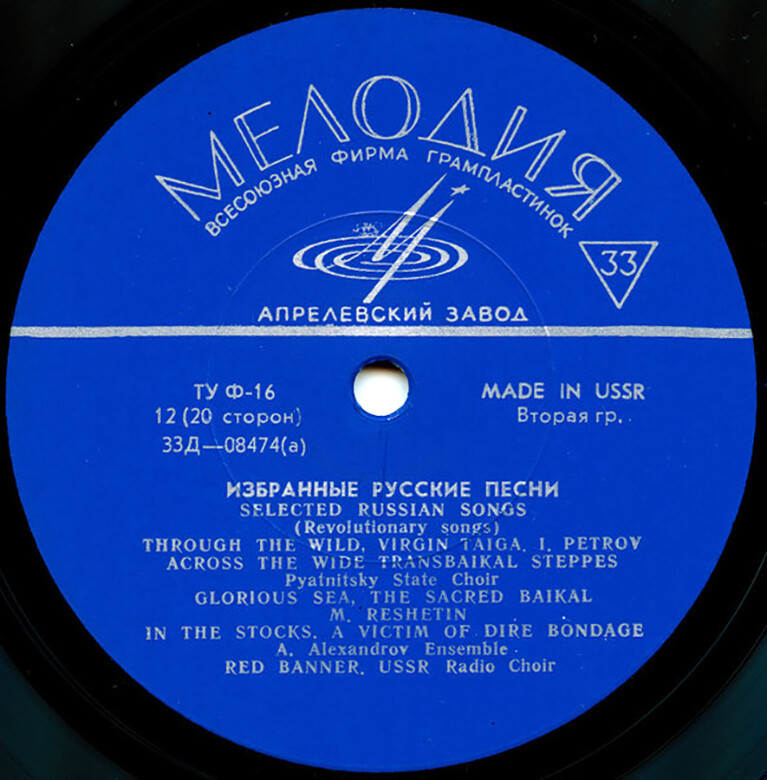 МЕЛОДИЯ
ВСЕСОЮЗНАЯ ФИРМА ГРАМПЛАСТИНОК
33
АПРЕЛЕВСКИЙ ЗАВОД
ТУ Ф-16
MADE IN USSR
12 (20 сторон)
Вторая гр.
33Д—08474(а)
ИЗБРАННЫЕ РУССКИЕ ПЕСНИ
SELECTED RUSSIAN SONGS
(Revolutionary songs)
THROUGH THE WILD, VIRGIN TAIGA. I. PETROV
ACROSS THE WIDE TRANSBAIKAL STEPPES
Pyatnitsky State Choir
GLORIOUS SEA, THE SACRED BAIKAL
M. RESHETIN
IN THE STOCKS. A VICTIM OF DIRE BONDAGE
A. Alexandrov Ensemble
RED BANNER. USSR Radio Choir